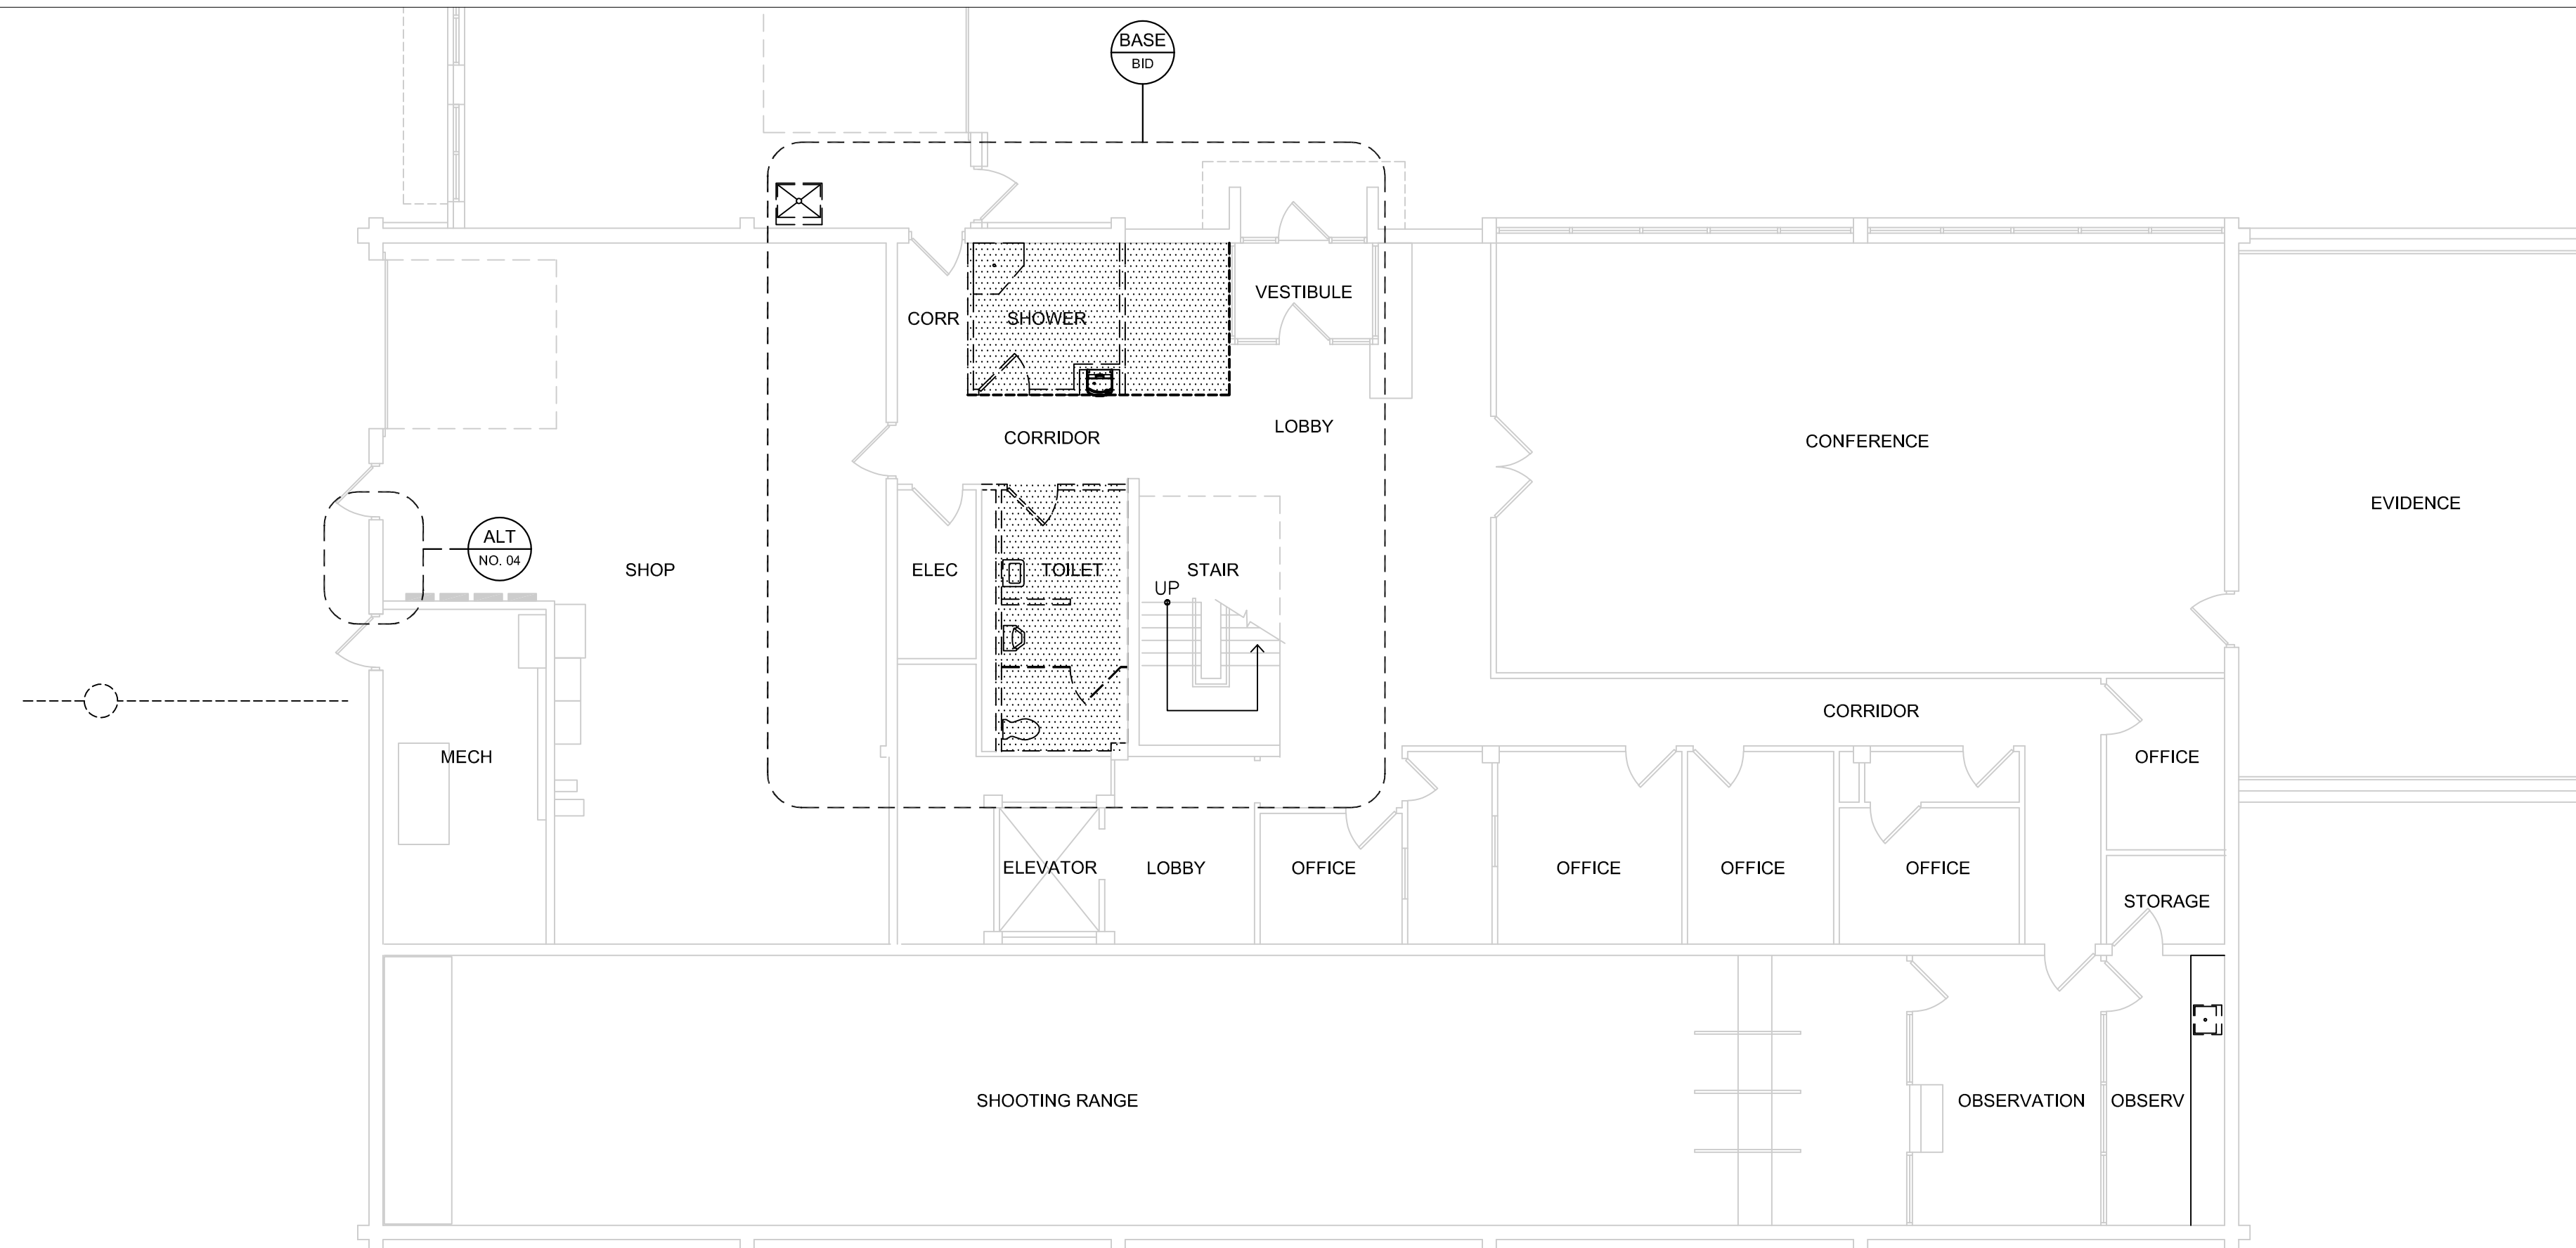 BASE
BID
VESTIBULE
CORR
SHOWER
LOBBY
CORRIDOR
CONFERENCE
EVIDENCE
ALT
NO. 04
SHOP
ELEC
TOILET
STAIR
UP
CORRIDOR
MECH
OFFICE
ELEVATOR
LOBBY
OFFICE
OFFICE
OFFICE
OFFICE
STORAGE
SHOOTING RANGE
OBSERVATION
OBSERV